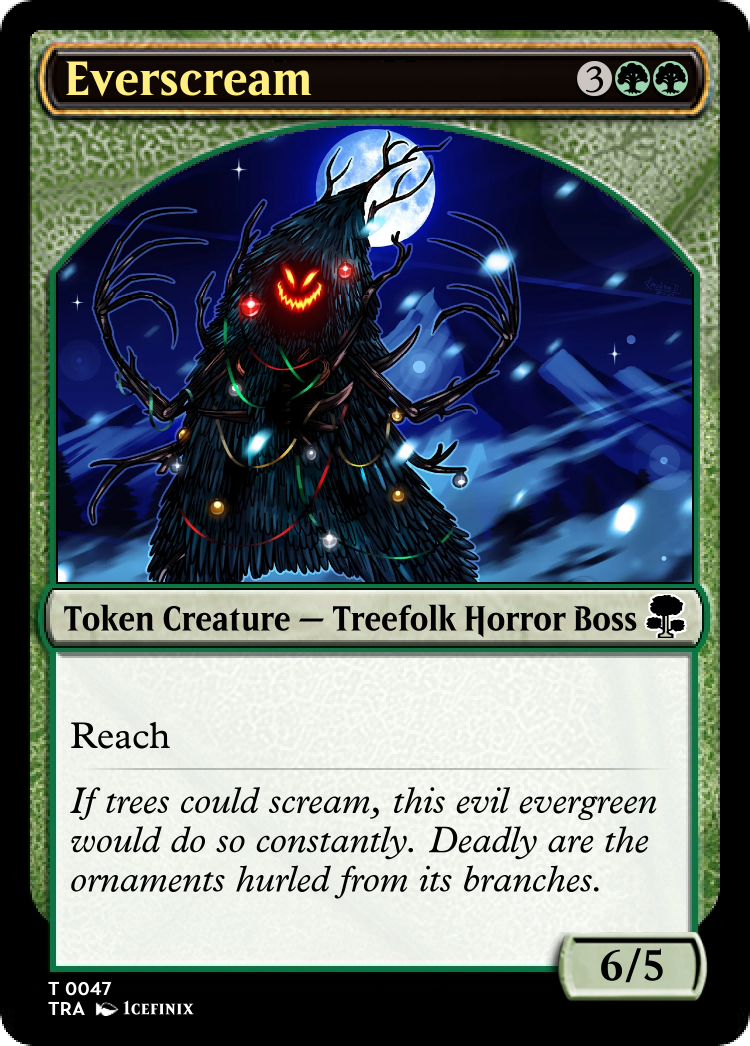 Everscream 3
Token Creature — Treefolk Horror Boss
Reach
If trees could scream, this evil evergreen
would do so constantly. Deadly are the
ornaments hurled from its branches.
6/5
T 0047
TRA Icefinix